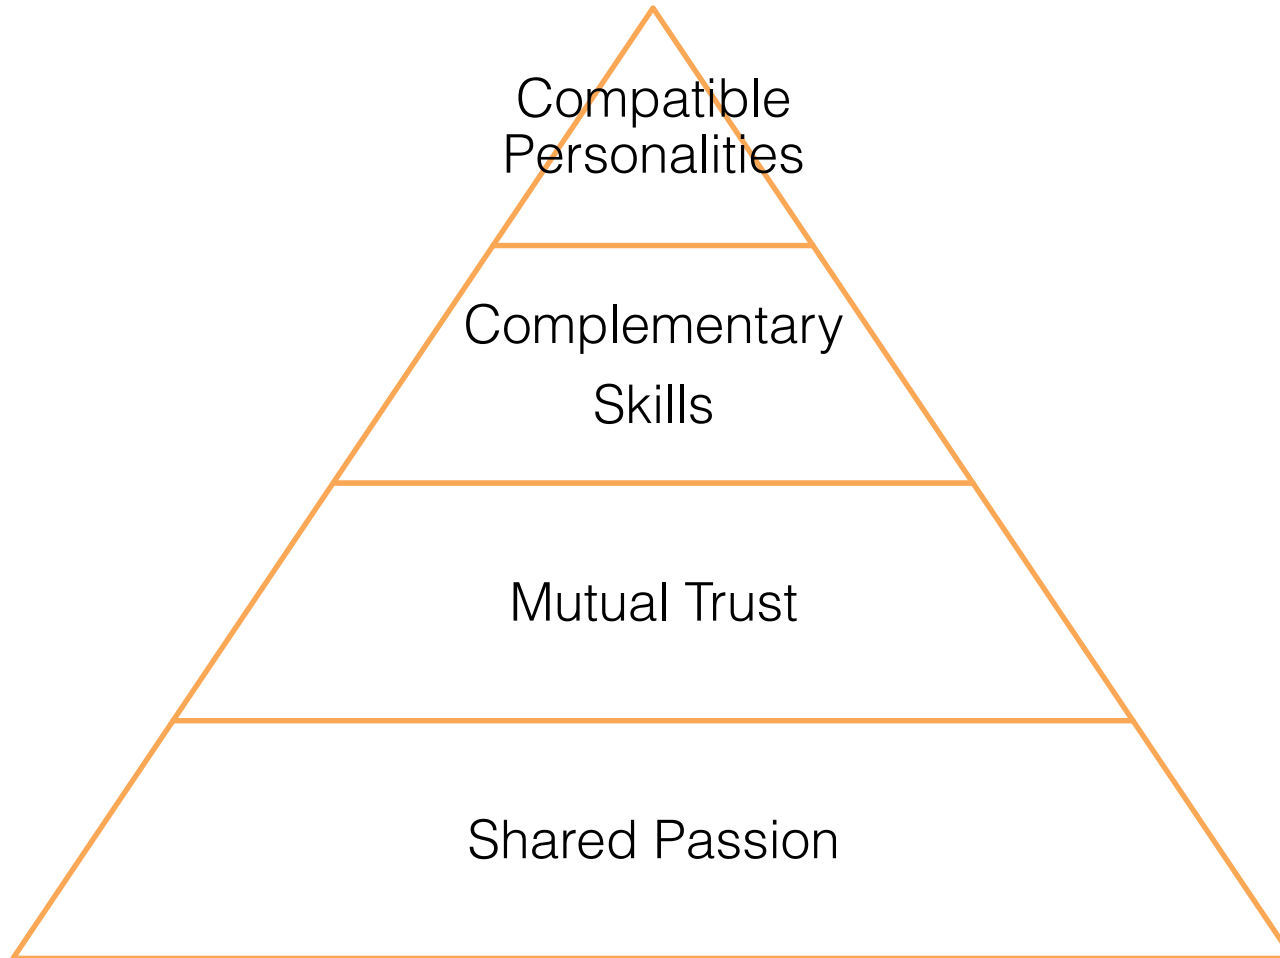 Compatible
Personalities
Complementary
Skills
Mutual Trust
Shared Passion